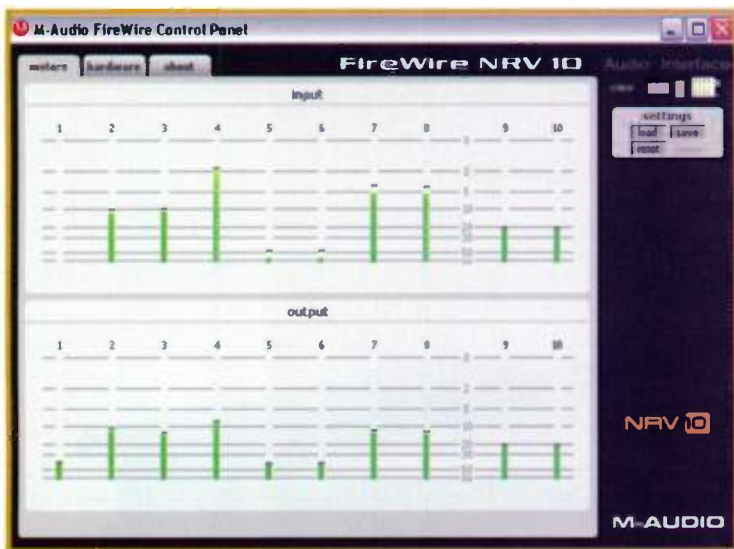 M-Audio FireWire Control Panel
meters hardware about
FireWire NRV 10
Audio Interface
input
1 2 3 4 5 6 7 8 9 10
settings
load save
reset
output
1 2 3 4 5 6 7 8 9 10
NRV 10
M-AUDIO